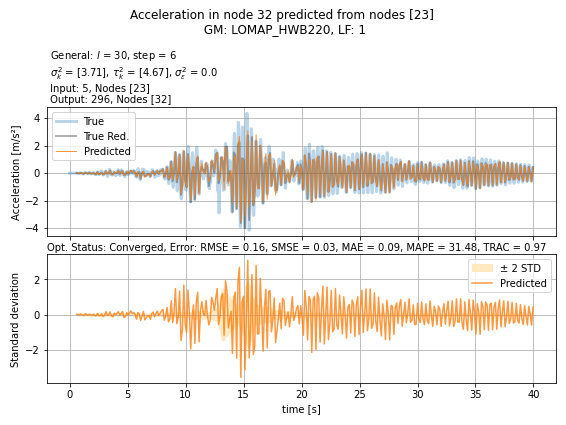 Acceleration in node 32 predicted from nodes [23]
GM: LOMAP_HWB220, LF: 1
General: l = 30, step = 6
σ²ₖ = [3.71], τ²ₖ = [4.67], σ²ε = 0.0
Input: 5, Nodes [23]
Output: 296, Nodes [32]
True
True Red.
Predicted
Acceleration [m/s²]
4
2
0
−2
−4
Opt. Status: Converged, Error: RMSE = 0.16, SMSE = 0.03, MAE = 0.09, MAPE = 31.48, TRAC = 0.97
± 2 STD
Predicted
Standard deviation
2
0
−2
0 5 10 15 20 25 30 35 40
time [s]